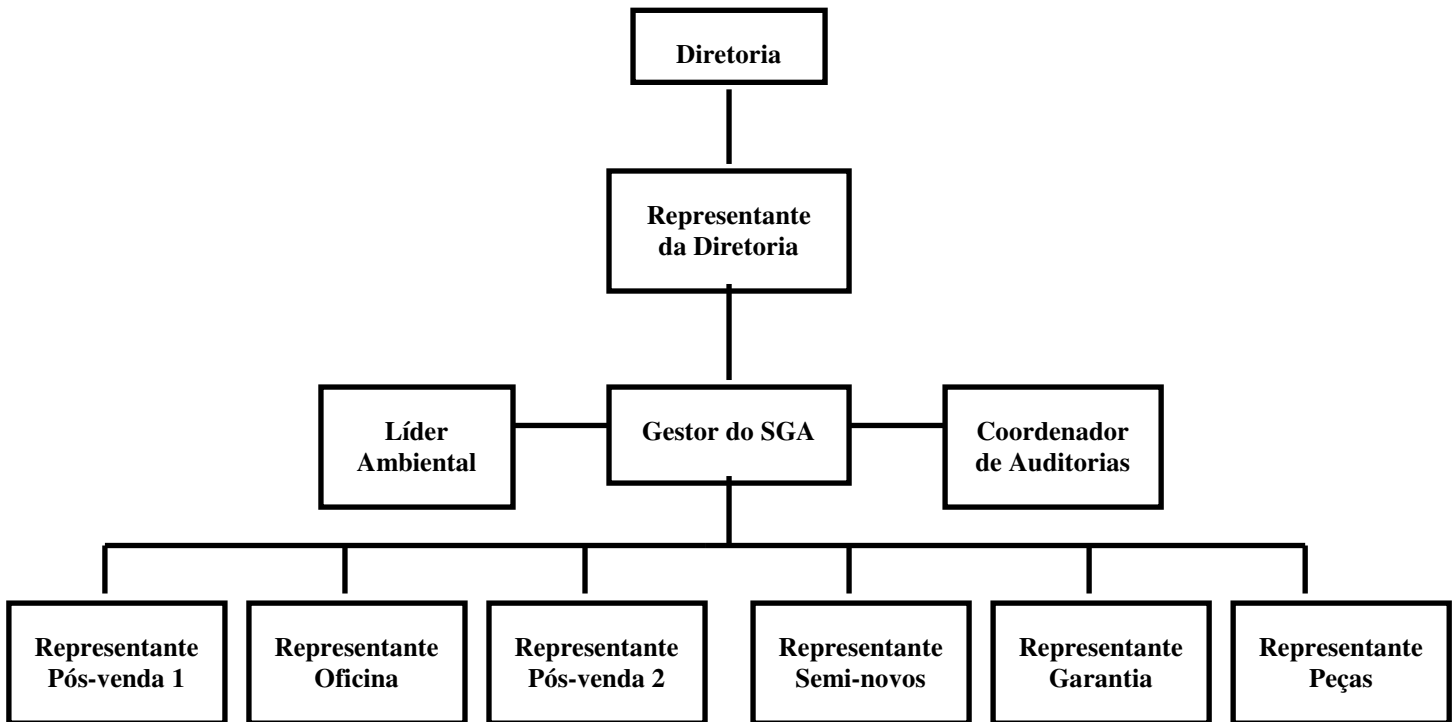 Diretoria
Representante
da Diretoria
Líder
Ambiental
Gestor do SGA
Coordenador
de Auditorias
Representante
Pós-venda 1
Representante
Oficina
Representante
Pós-venda 2
Representante
Semi-novos
Representante
Garantia
Representante
Peças